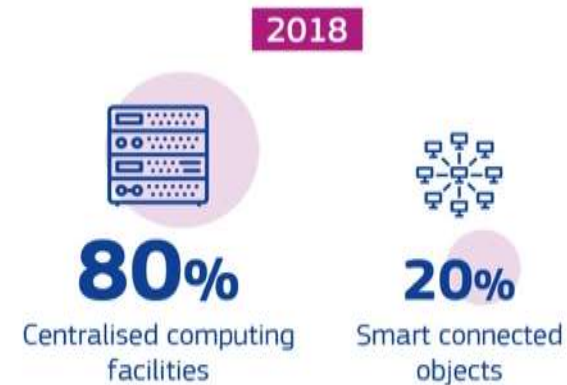 2018
80%
Centralised computing
facilities
20%
Smart connected
objects